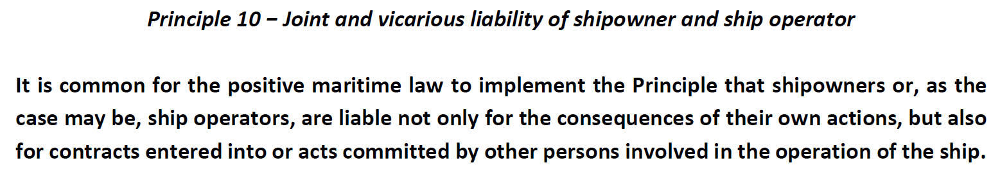 Principle 10 – Joint and vicarious liability of shipowner and ship operator
It is common for the positive maritime law to implement the Principle that shipowners or, as the
case may be, ship operators, are liable not only for the consequences of their own actions, but also
for contracts entered into or acts committed by other persons involved in the operation of the ship.